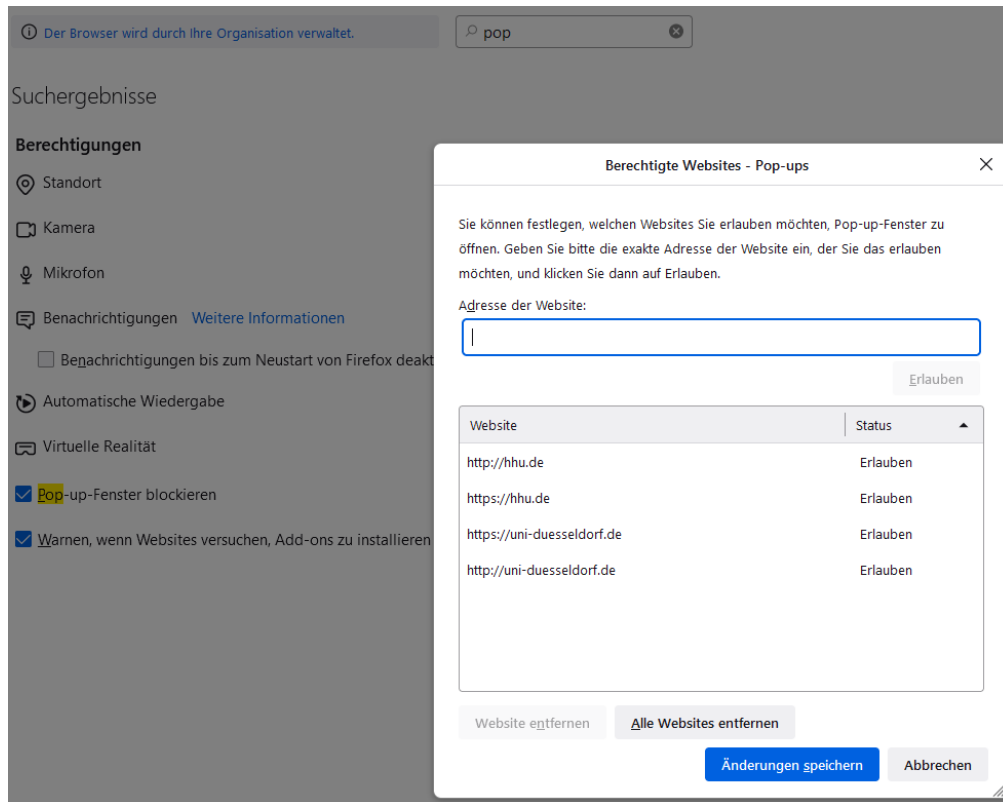 Der Browser wird durch Ihre Organisation verwaltet.
pop
Suchergebnisse
Berechtigungen
Standort
Kamera
Mikrofon
Benachrichtigungen Weitere Informationen
Benachrichtigungen bis zum Neustart von Firefox deakt
Automatische Wiedergabe
Virtuelle Realität
Pop-up-Fenster blockieren
Warnen, wenn Websites versuchen, Add-ons zu installieren
Berechtigte Websites - Pop-ups
Sie können festlegen, welchen Websites Sie erlauben möchten, Pop-up-Fenster zu
öffnen. Geben Sie bitte die exakte Adresse der Website ein, der Sie das erlauben
möchten, und klicken Sie dann auf Erlauben.
Adresse der Website:
Erlauben
Website Status
http://hhu.de Erlauben
https://hhu.de Erlauben
https://uni-duesseldorf.de Erlauben
http://uni-duesseldorf.de Erlauben
Website entfernen Alle Websites entfernen
Änderungen speichern Abbrechen